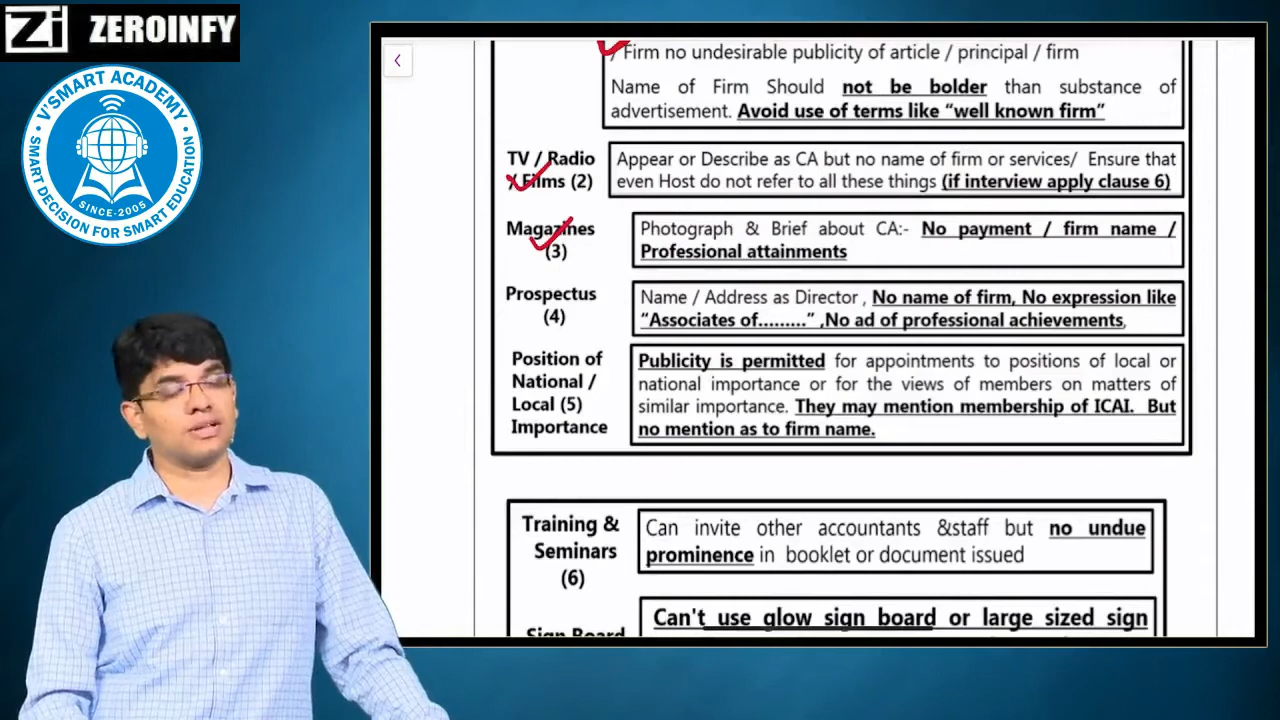 Zi ZEROINFY
V'SMART ACADEMY
SMART DECISION FOR SMART EDUCATION
SINCE-2005
/ Firm no undesirable publicity of article / principal / firm
Name of Firm Should not be bolder than substance of
advertisement. Avoid use of terms like “well known firm”
TV / Radio
/ Films (2)
Appear or Describe as CA but no name of firm or services/ Ensure that
even Host do not refer to all these things (if interview apply clause 6)
Magazines
(3)
Photograph & Brief about CA:- No payment / firm name /
Professional attainments
Prospectus
(4)
Name / Address as Director , No name of firm, No expression like
“Associates of.........” ,No ad of professional achievements,
Position of
National /
Local (5)
Importance
Publicity is permitted for appointments to positions of local or
national importance or for the views of members on matters of
similar importance. They may mention membership of ICAI. But
no mention as to firm name.
Training &
Seminars
(6)
Can invite other accountants &staff but no undue
prominence in booklet or document issued
Sign Board
Can't use glow sign board or large sized sign